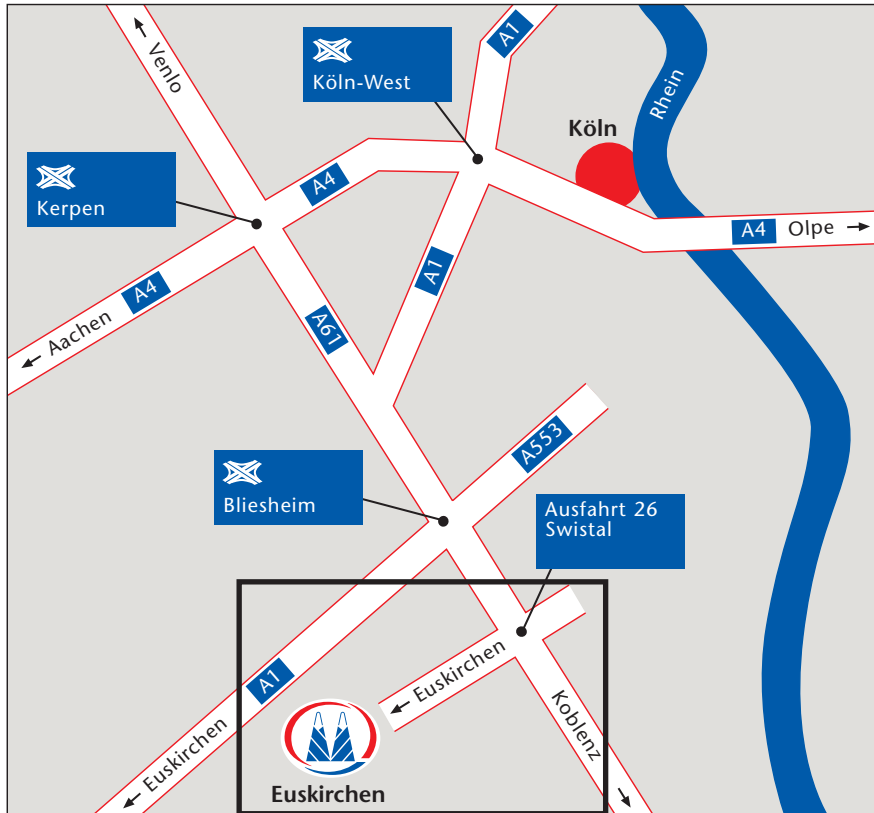 A1
Venlo
Köln-West
Rhein
Köln
A4
Kerpen
A4 Olpe
A1
A4
Aachen
A61
A553
Bliesheim
Ausfahrt 26
Swistal
Euskirchen
A1
Euskirchen
Koblenz
Euskirchen